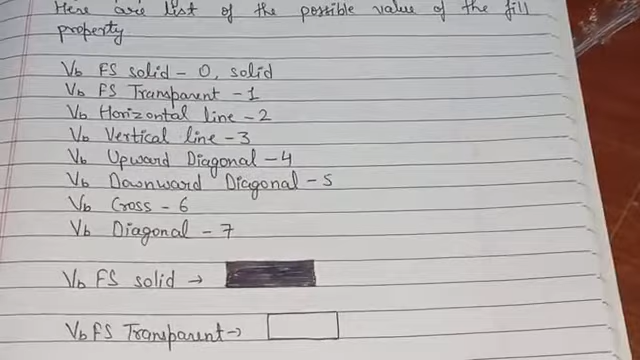 Here are list of the possible value of the fill
property
Vb FS solid - 0, solid
Vb FS Transparent - 1
Vb Horizontal line - 2
Vb Vertical line - 3
Vb Upward Diagonal - 4
Vb Downward Diagonal - 5
Vb Cross - 6
Vb Diagonal - 7
Vb FS solid →
Vb FS Transparent →